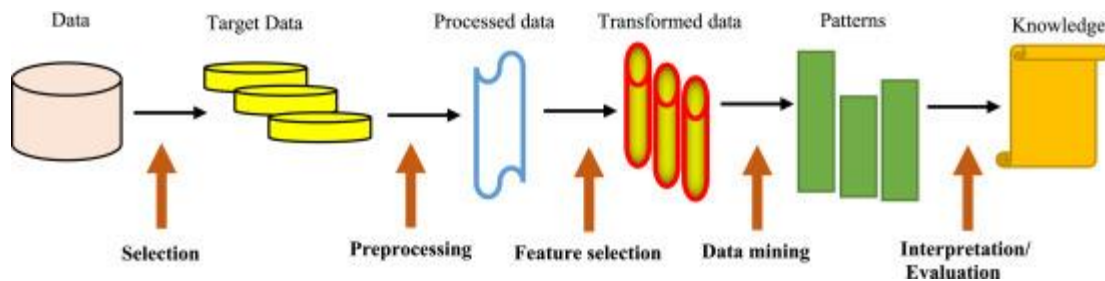 Data
Target Data
Processed data
Transformed data
Patterns
Knowledge
Selection
Preprocessing
Feature selection
Data mining
Interpretation/
Evaluation